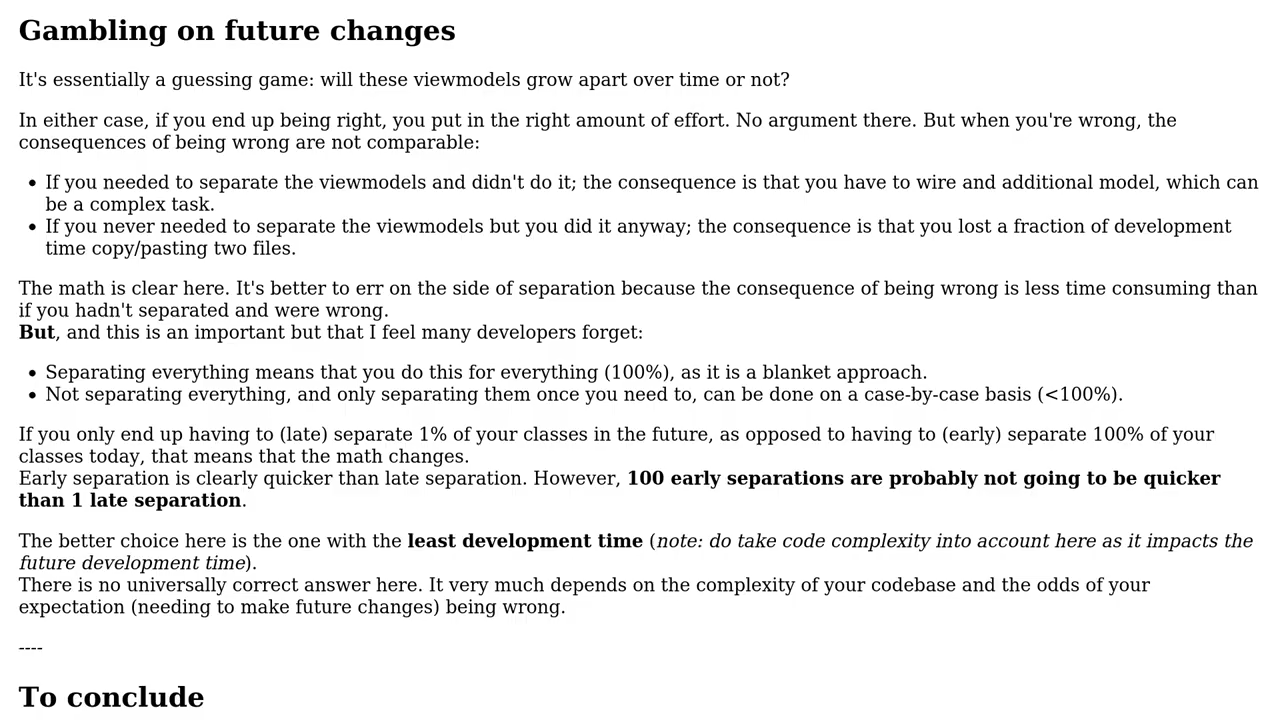 Gambling on future changes
It's essentially a guessing game: will these viewmodels grow apart over time or not?
In either case, if you end up being right, you put in the right amount of effort. No argument there. But when you're wrong, the
consequences of being wrong are not comparable:
• If you needed to separate the viewmodels and didn't do it; the consequence is that you have to wire and additional model, which can
be a complex task.
• If you never needed to separate the viewmodels but you did it anyway; the consequence is that you lost a fraction of development
time copy/pasting two files.
The math is clear here. It's better to err on the side of separation because the consequence of being wrong is less time consuming than
if you hadn't separated and were wrong.
But, and this is an important but that I feel many developers forget:
• Separating everything means that you do this for everything (100%), as it is a blanket approach.
• Not separating everything, and only separating them once you need to, can be done on a case-by-case basis (<100%).
If you only end up having to (late) separate 1% of your classes in the future, as opposed to having to (early) separate 100% of your
classes today, that means that the math changes.
Early separation is clearly quicker than late separation. However, 100 early separations are probably not going to be quicker
than 1 late separation.
The better choice here is the one with the least development time (note: do take code complexity into account here as it impacts the
future development time).
There is no universally correct answer here. It very much depends on the complexity of your codebase and the odds of your
expectation (needing to make future changes) being wrong.
----
To conclude